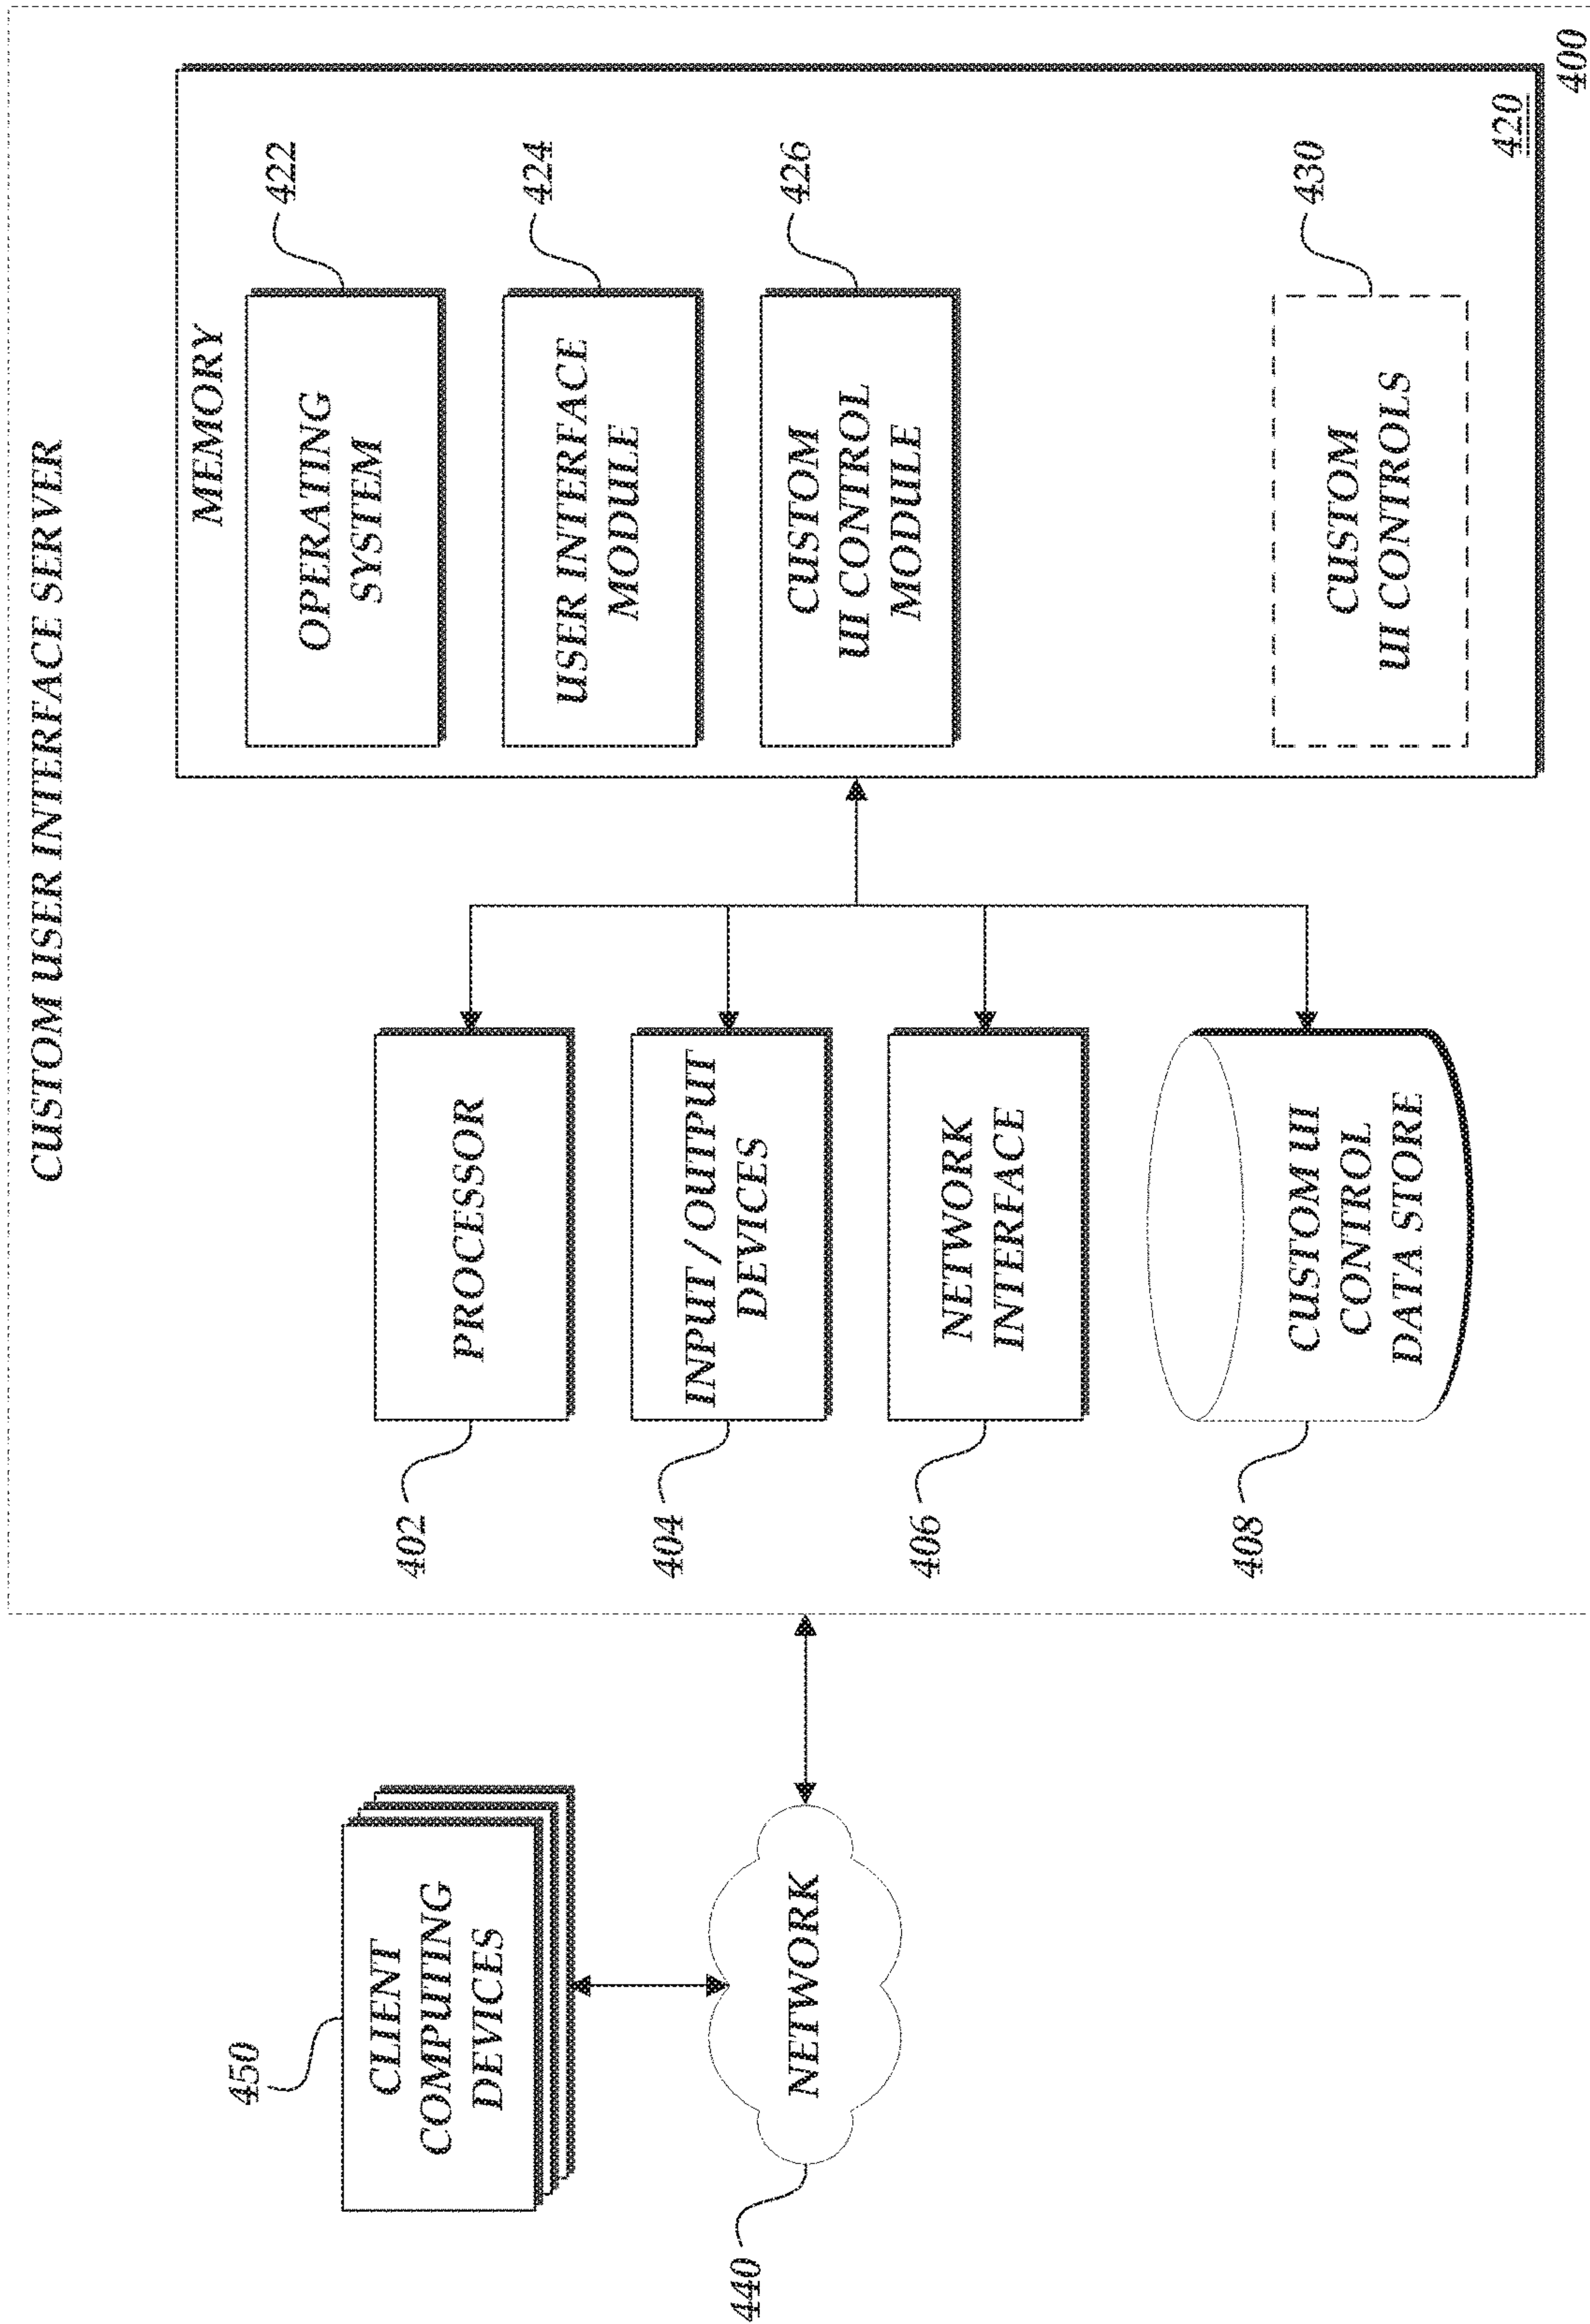 CUSTOM USER INTERFACE SERVER
450
CLIENT
COMPUTING
DEVICES
NETWORK
440
402
PROCESSOR
404
INPUT / OUTPUT
DEVICES
406
NETWORK
INTERFACE
408
CUSTOM UI
CONTROL
DATA STORE
MEMORY
OPERATING
SYSTEM
422
USER INTERFACE
MODULE
424
CUSTOM
UI CONTROL
MODULE
426
CUSTOM
UI CONTROLS
430
420
400